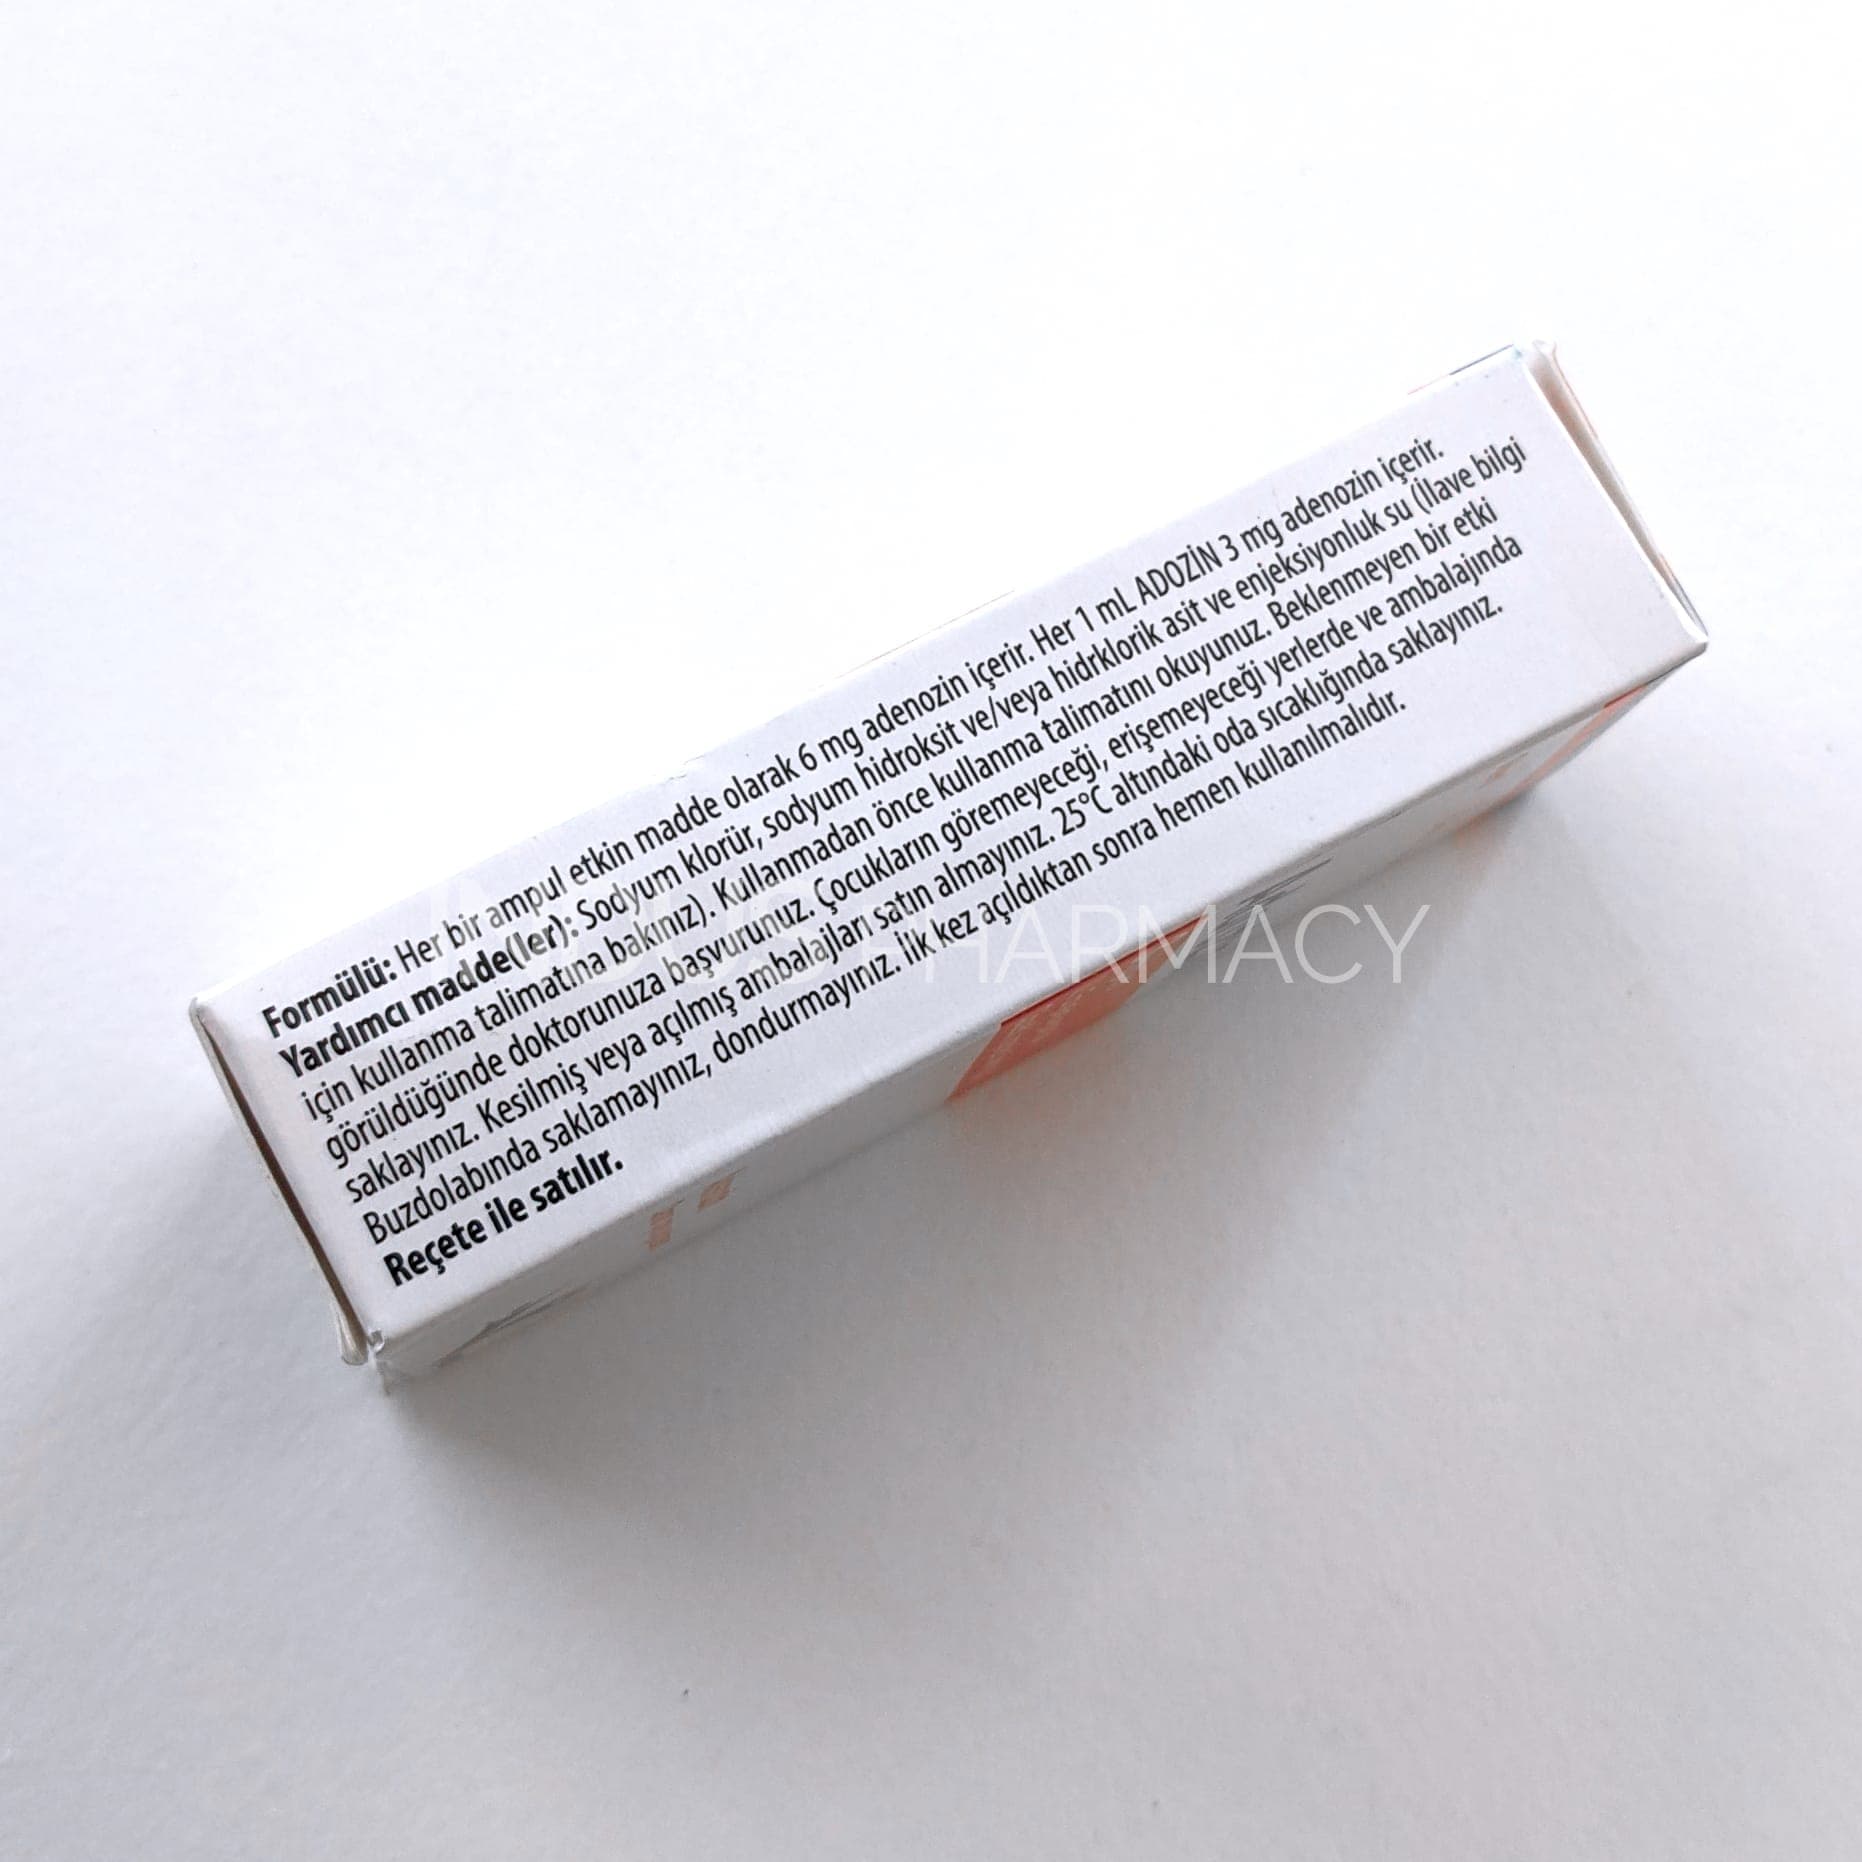 Formülü: Her bir ampul etkin madde olarak 6 mg adenozin içerir. Her 1 mL ADOZİN 3 mg adenozin içerir.
Yardımcı madde(ler): Sodyum klorür, sodyum hidroksit ve/veya hidrklorik asit ve enjeksiyonluk su (İlave bilgi
için kullanma talimatına bakınız). Kullanmadan önce kullanma talimatını okuyunuz. Beklenmeyen bir etki
görüldüğünde doktorunuza başvurunuz. Çocukların göremeyeceği, erişemeyeceği yerlerde ve ambalajında
saklayınız. Kesilmiş veya açılmış ambalajları satın almayınız. 25°C altındaki oda sıcaklığında saklayınız.
Buzdolabında saklamayınız, dondurmayınız. İlk kez açıldıktan sonra hemen kullanılmalıdır.
Reçete ile satılır.
PHARMACY